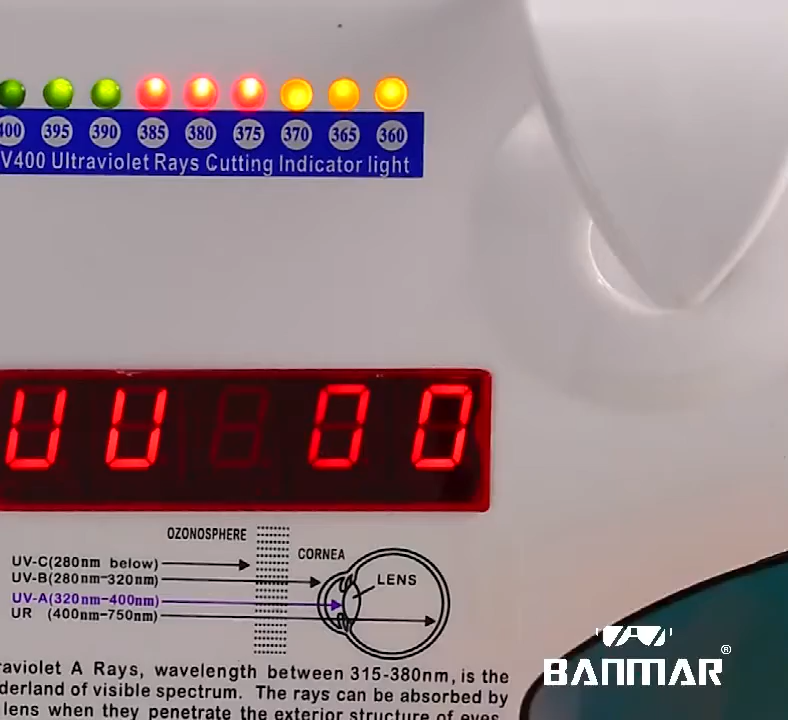 400 395 390 385 380 375 370 365 360
V400 Ultraviolet Rays Cutting Indicator light
UU 00
OZONOSPHERE
CORNEA
LENS
UV-C(280nm below)
UV-B(280nm-320nm)
UV-A(320nm-400nm)
UR (400nm-750nm)
raviolet A Rays, wavelength between 315-380nm, is the
derland of visible spectrum. The rays can be absorbed by
lens when they penetrate the exterior structure of eyes
BANMAR®